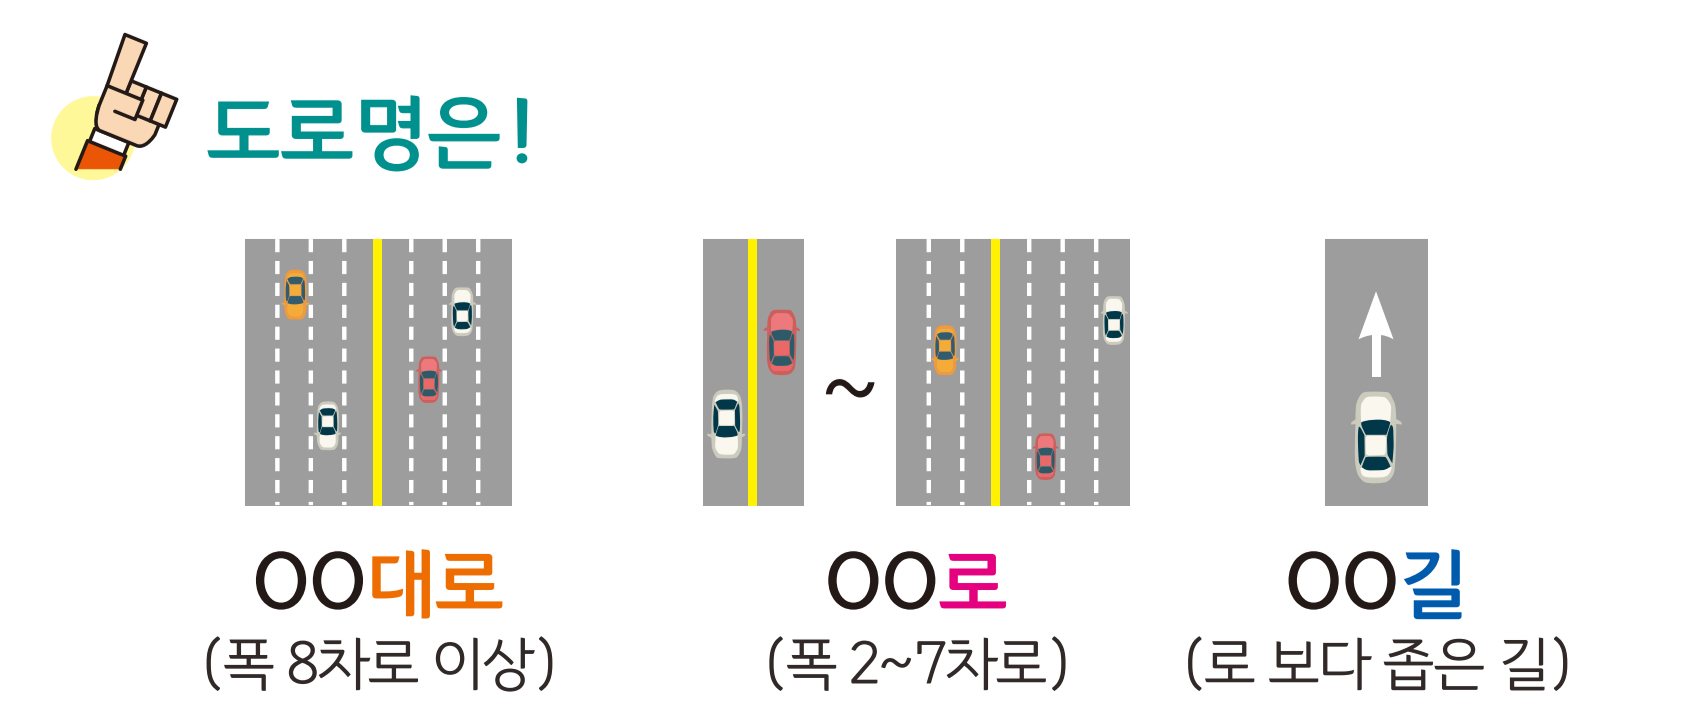 도로명은!
~
OO대로
(폭 8차로 이상)
OO로
(폭 2~7차로)
OO길
(로 보다 좁은 길)